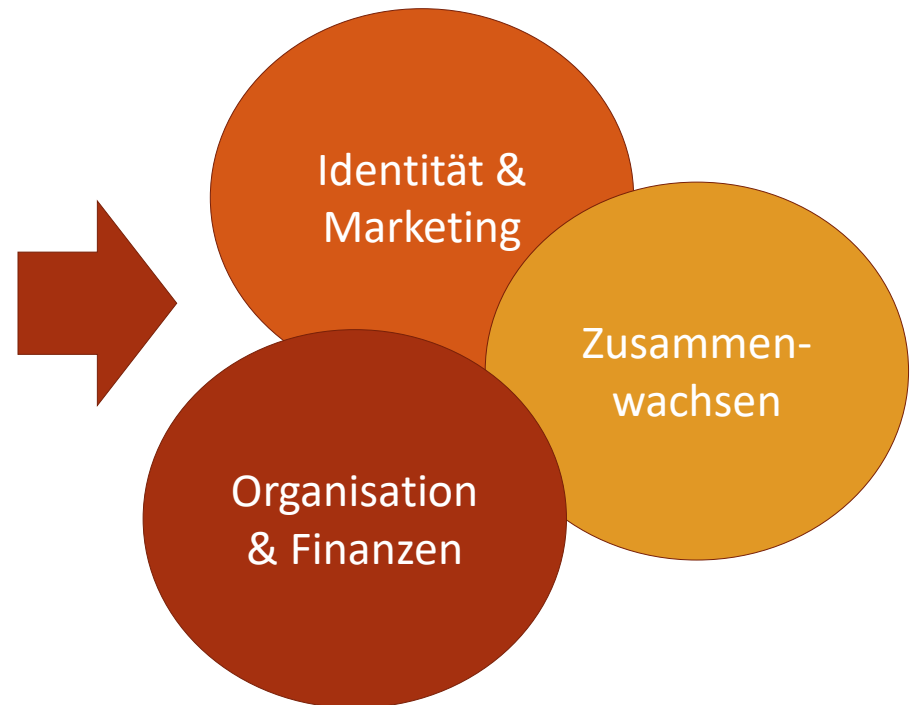 Identität &
Marketing
Zusammen-
wachsen
Organisation
& Finanzen